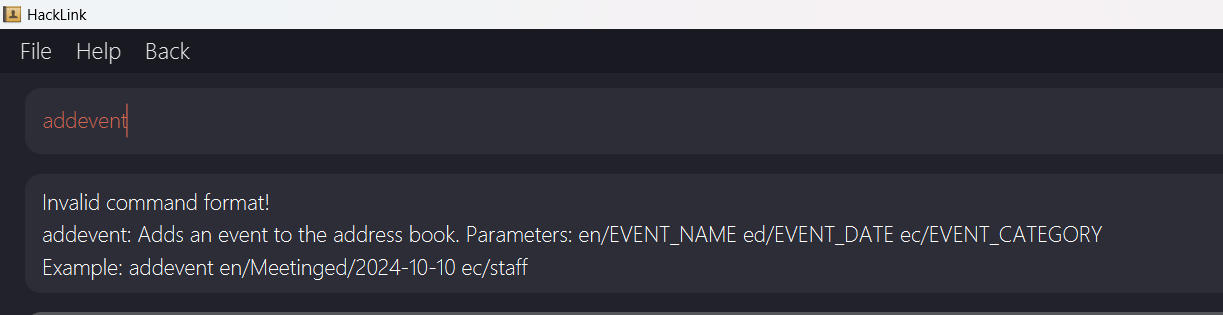 HackLink
File Help Back
addevent
Invalid command format!
addevent: Adds an event to the address book. Parameters: en/EVENT_NAME ed/EVENT_DATE ec/EVENT_CATEGORY
Example: addevent en/Meetinged/2024-10-10 ec/staff